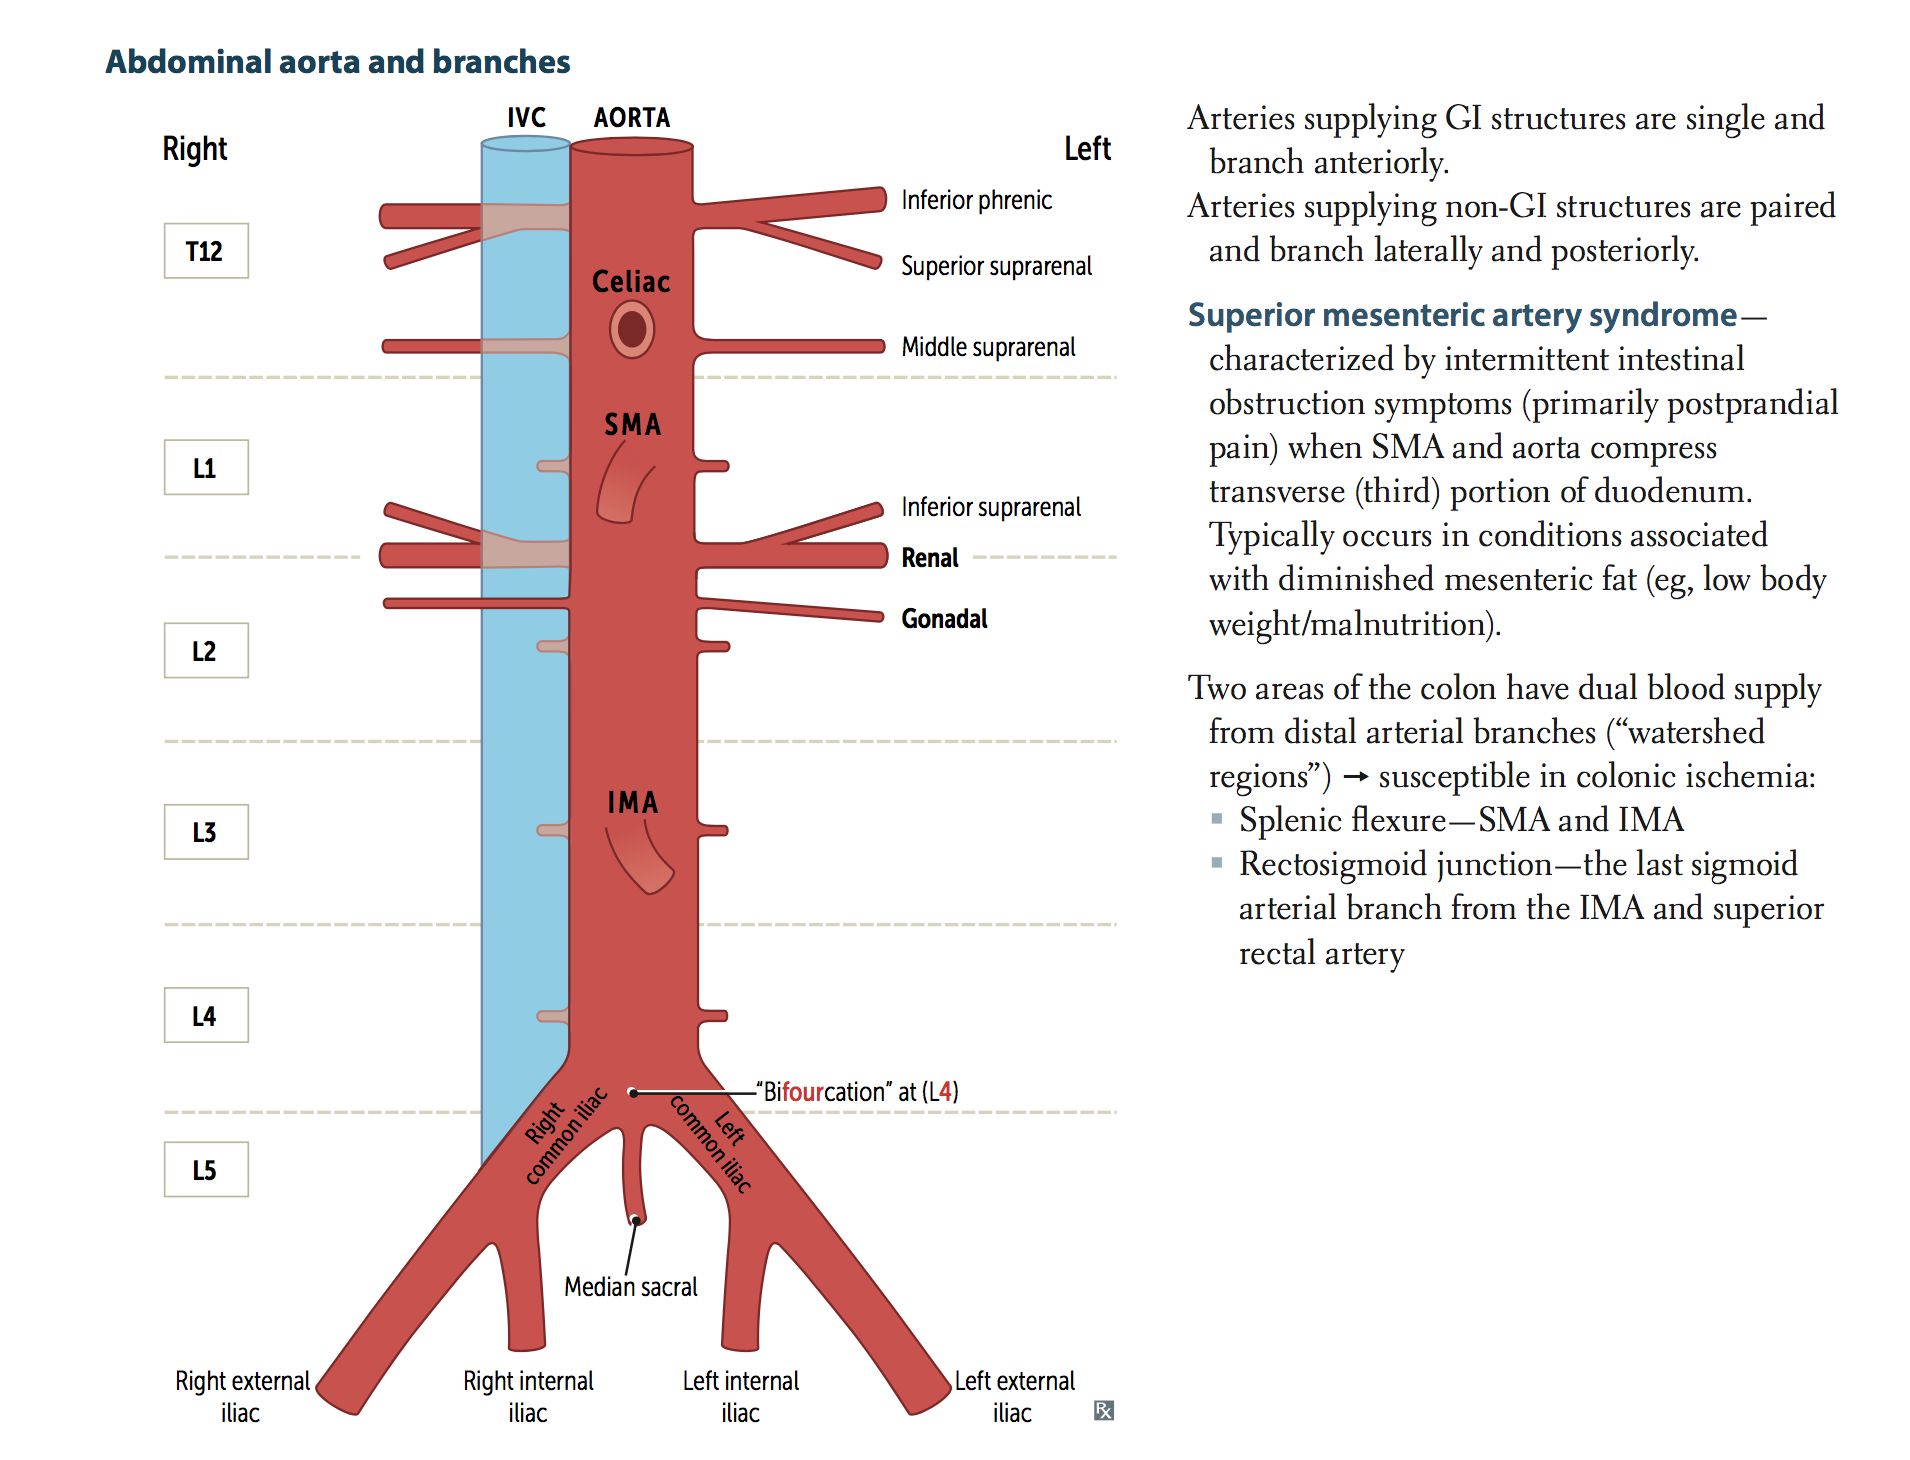 Abdominal aorta and branches
IVC
AORTA
Right
Left
Inferior phrenic
T12
Superior suprarenal
Celiac
Middle suprarenal
SMA
L1
Inferior suprarenal
Renal
Gonadal
L2
IMA
L3
L4
“Bifourcation” at (L4)
Right
common iliac
Left
common iliac
L5
Median sacral
Right external
iliac
Right internal
iliac
Left internal
iliac
Left external
iliac
Rx
Arteries supplying GI structures are single and
branch anteriorly.
Arteries supplying non-GI structures are paired
and branch laterally and posteriorly.
Superior mesenteric artery syndrome—
characterized by intermittent intestinal
obstruction symptoms (primarily postprandial
pain) when SMA and aorta compress
transverse (third) portion of duodenum.
Typically occurs in conditions associated
with diminished mesenteric fat (eg, low body
weight/malnutrition).
Two areas of the colon have dual blood supply
from distal arterial branches (“watershed
regions”) → susceptible in colonic ischemia:
▪ Splenic flexure—SMA and IMA
▪ Rectosigmoid junction—the last sigmoid
arterial branch from the IMA and superior
rectal artery